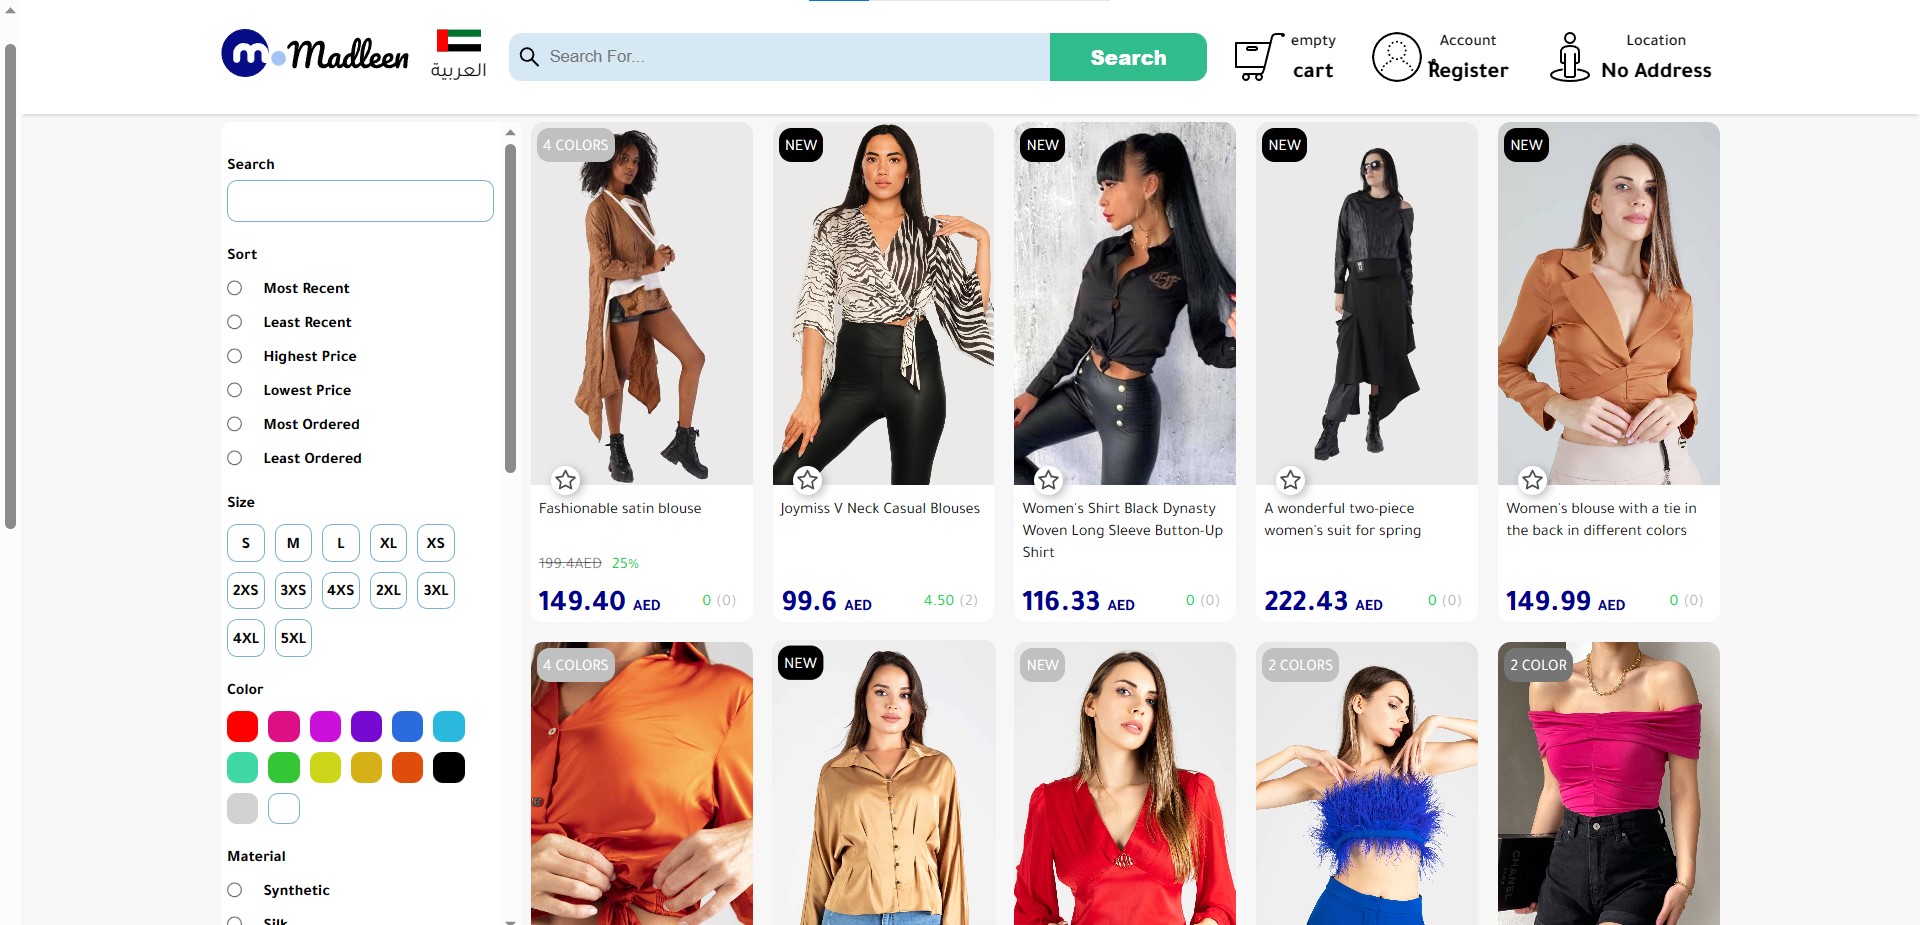 m Madleen
العربية
Search For...
Search
empty
cart
Account
Register
Location
No Address
Search
Sort
Most Recent
Least Recent
Highest Price
Lowest Price
Most Ordered
Least Ordered
Size
S M L XL XS
2XS 3XS 4XS 2XL 3XL
4XL 5XL
Color
Material
Synthetic
Silk
4 COLORS
Fashionable satin blouse
199.4AED 25%
149.40 AED 0 (0)
NEW
Joymiss V Neck Casual Blouses
99.6 AED 4.50 (2)
NEW
Women's Shirt Black Dynasty
Woven Long Sleeve Button-Up
Shirt
116.33 AED 0 (0)
NEW
A wonderful two-piece
women's suit for spring
222.43 AED 0 (0)
NEW
Women's blouse with a tie in
the back in different colors
149.99 AED 0 (0)
4 COLORS
NEW
NEW
2 COLORS
2 COLOR
CHANEL